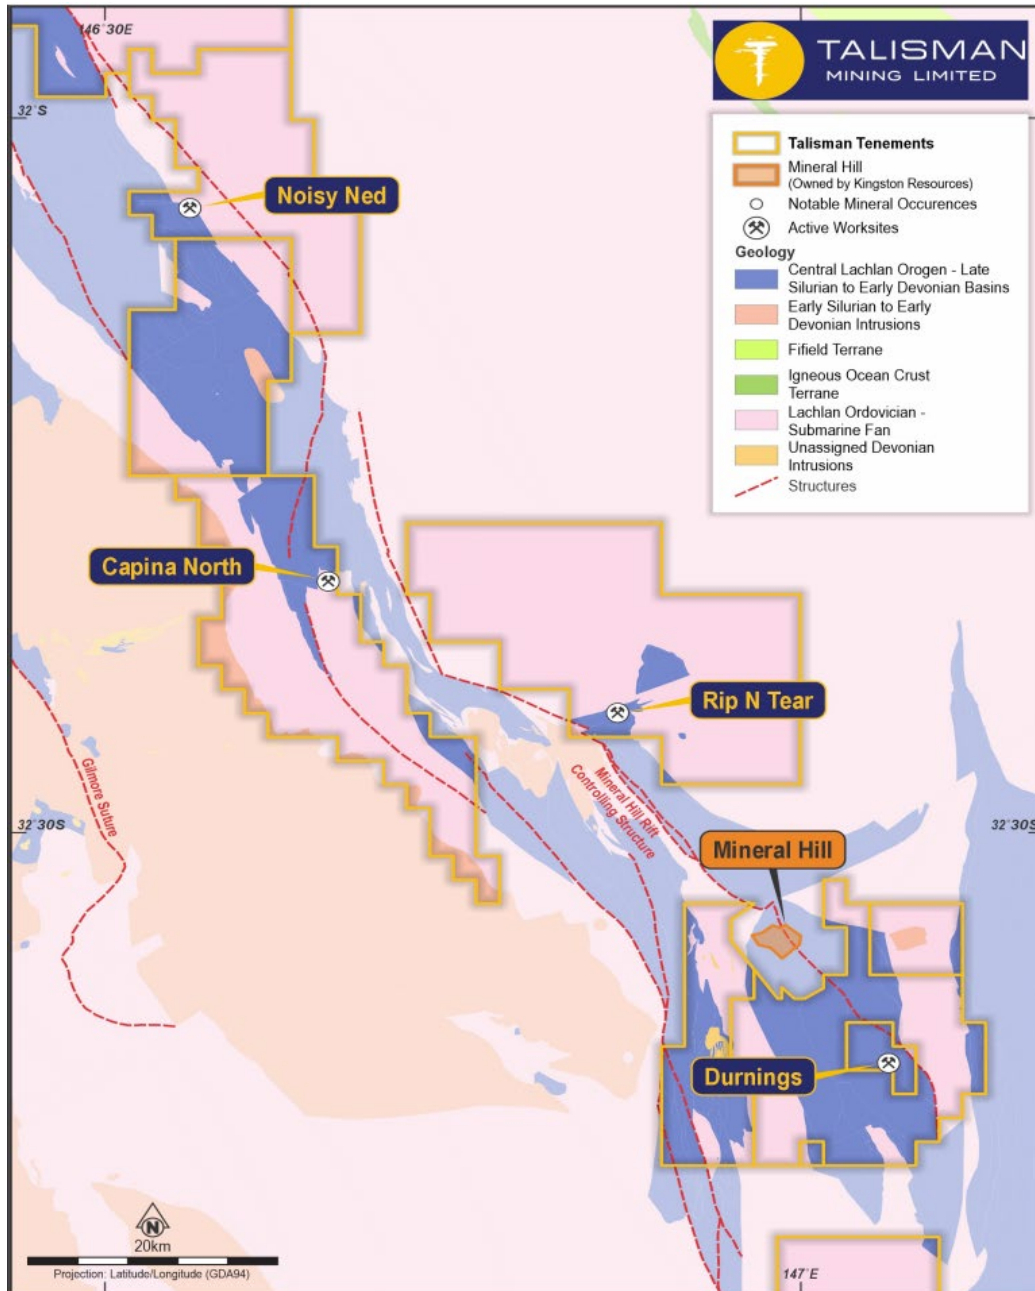 146°30E
TALISMAN
MINING LIMITED
32°S
Talisman Tenements
Mineral Hill
(Owned by Kingston Resources)
Notable Mineral Occurences
Active Worksites
Geology
Central Lachlan Orogen - Late
Silurian to Early Devonian Basins
Early Silurian to Early
Devonian Intrusions
Fifield Terrane
Igneous Ocean Crust
Terrane
Lachlan Ordovician -
Submarine Fan
Unassigned Devonian
Intrusions
Structures
Noisy Ned
Capina North
Rip N Tear
Gilmore Suture
Mineral Hill Rift
Controlling Structure
32°30S
32°30S
Mineral Hill
Durnings
N
20km
Projection: Latitude/Longitude (GDA94)
147°E